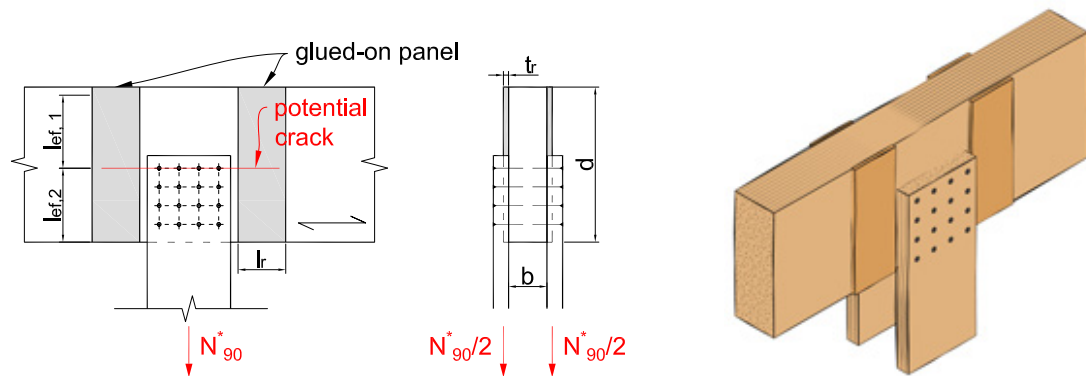 glued-on panel
potential
crack
lef, 1
lef,2
lr
N*90
tr
d
b
N*90/2
N*90/2